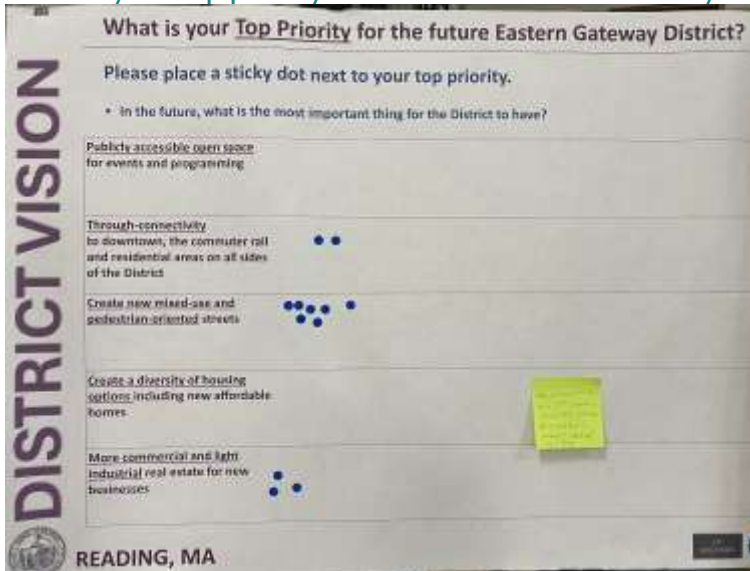 What is your Top Priority for the future Eastern Gateway District?
Please place a sticky dot next to your top priority.
• In the future, what is the most important thing for the District to have?
DISTRICT VISION
Publicly accessible open space
for events and programming
Through-connectivity
to downtown, the commuter rail
and residential areas on all sides
of the District
Create new mixed-use and
pedestrian-oriented streets
Create a diversity of housing
options including new affordable
homes
More commercial and light
industrial real estate for new
businesses
READING, MA